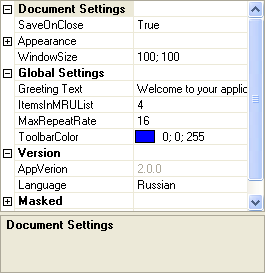 Document Settings
SaveOnClose True
Appearance
WindowSize 100; 100
Global Settings
Greeting Text Welcome to your applic
ItemsInMRUList 4
MaxRepeatRate 16
ToolbarColor 0; 0; 255
Version
AppVerion 2.0.0
Language Russian
Masked
Document Settings